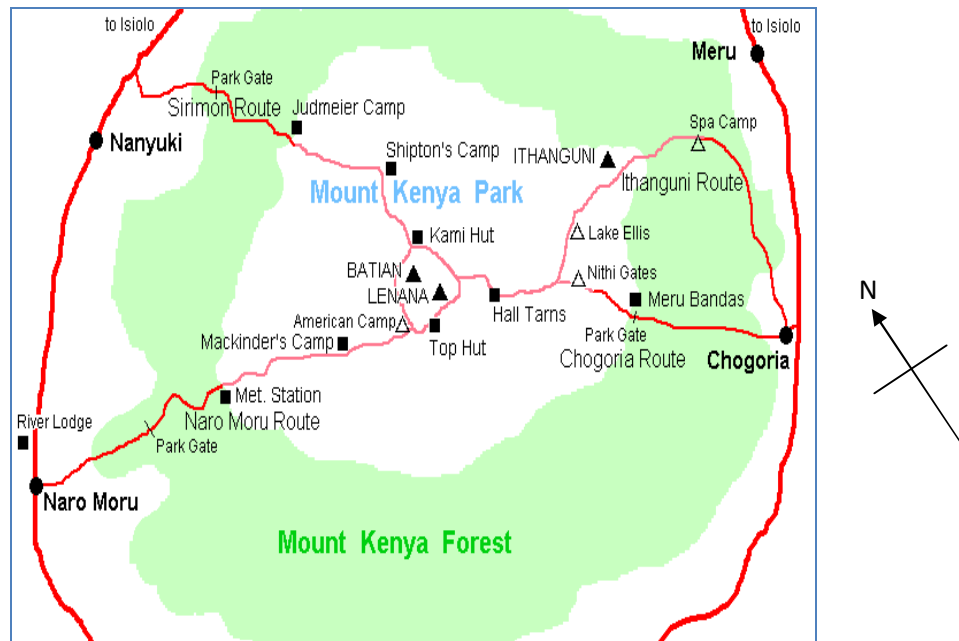 to Isiolo
to Isiolo
Meru
Park Gate
Sirimon Route
Judmeier Camp
Nanyuki
Spa Camp
Shipton's Camp
ITHANGUNI
Ithanguni Route
Mount Kenya Park
Kami Hut
Lake Ellis
BATIAN
Nithi Gates
LENANA
Meru Bandas
Hall Tarns
N
American Camp
Park Gate
Mackinder's Camp
Top Hut
Chogoria Route
Chogoria
Met. Station
Naro Moru Route
River Lodge
Park Gate
Naro Moru
Mount Kenya Forest